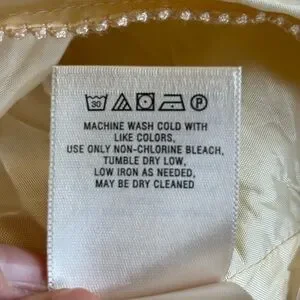 30 P
MACHINE WASH COLD WITH
LIKE COLORS,
USE ONLY NON-CHLORINE BLEACH,
TUMBLE DRY LOW,
LOW IRON AS NEEDED,
MAY BE DRY CLEANED